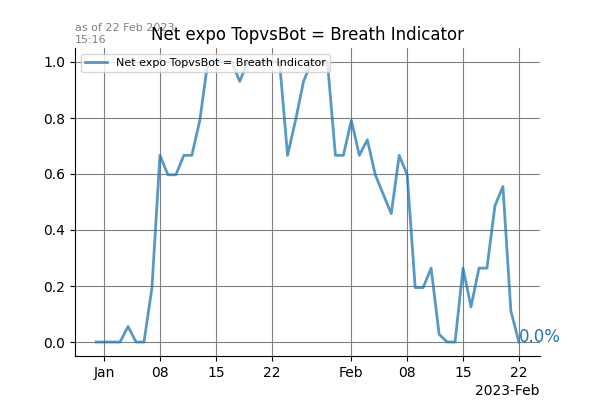 as of 22 Feb 2023
15:16
Net expo TopvsBot = Breath Indicator
Net expo TopvsBot = Breath Indicator
1.0
0.8
0.6
0.4
0.2
0.0
0.0%
Jan 08 15 22 Feb 08 15 22
2023-Feb